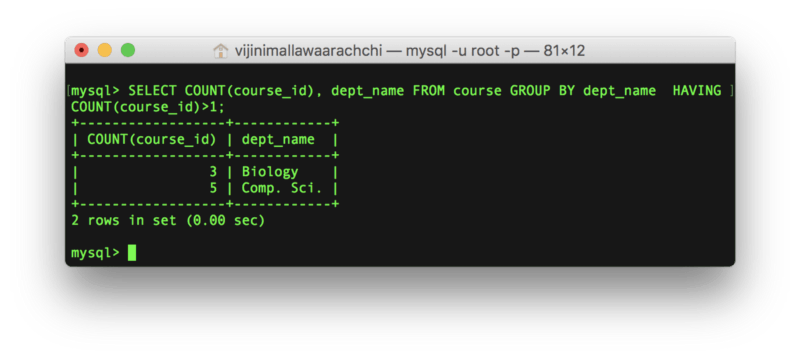 vijinimallawaarachchi — mysql -u root -p — 81×12
[mysql> SELECT COUNT(course_id), dept_name FROM course GROUP BY dept_name  HAVING ]
COUNT(course_id)>1;
+------------------+------------+
| COUNT(course_id) | dept_name  |
+------------------+------------+
|                3 | Biology    |
|                5 | Comp. Sci. |
+------------------+------------+
2 rows in set (0.00 sec)
mysql>